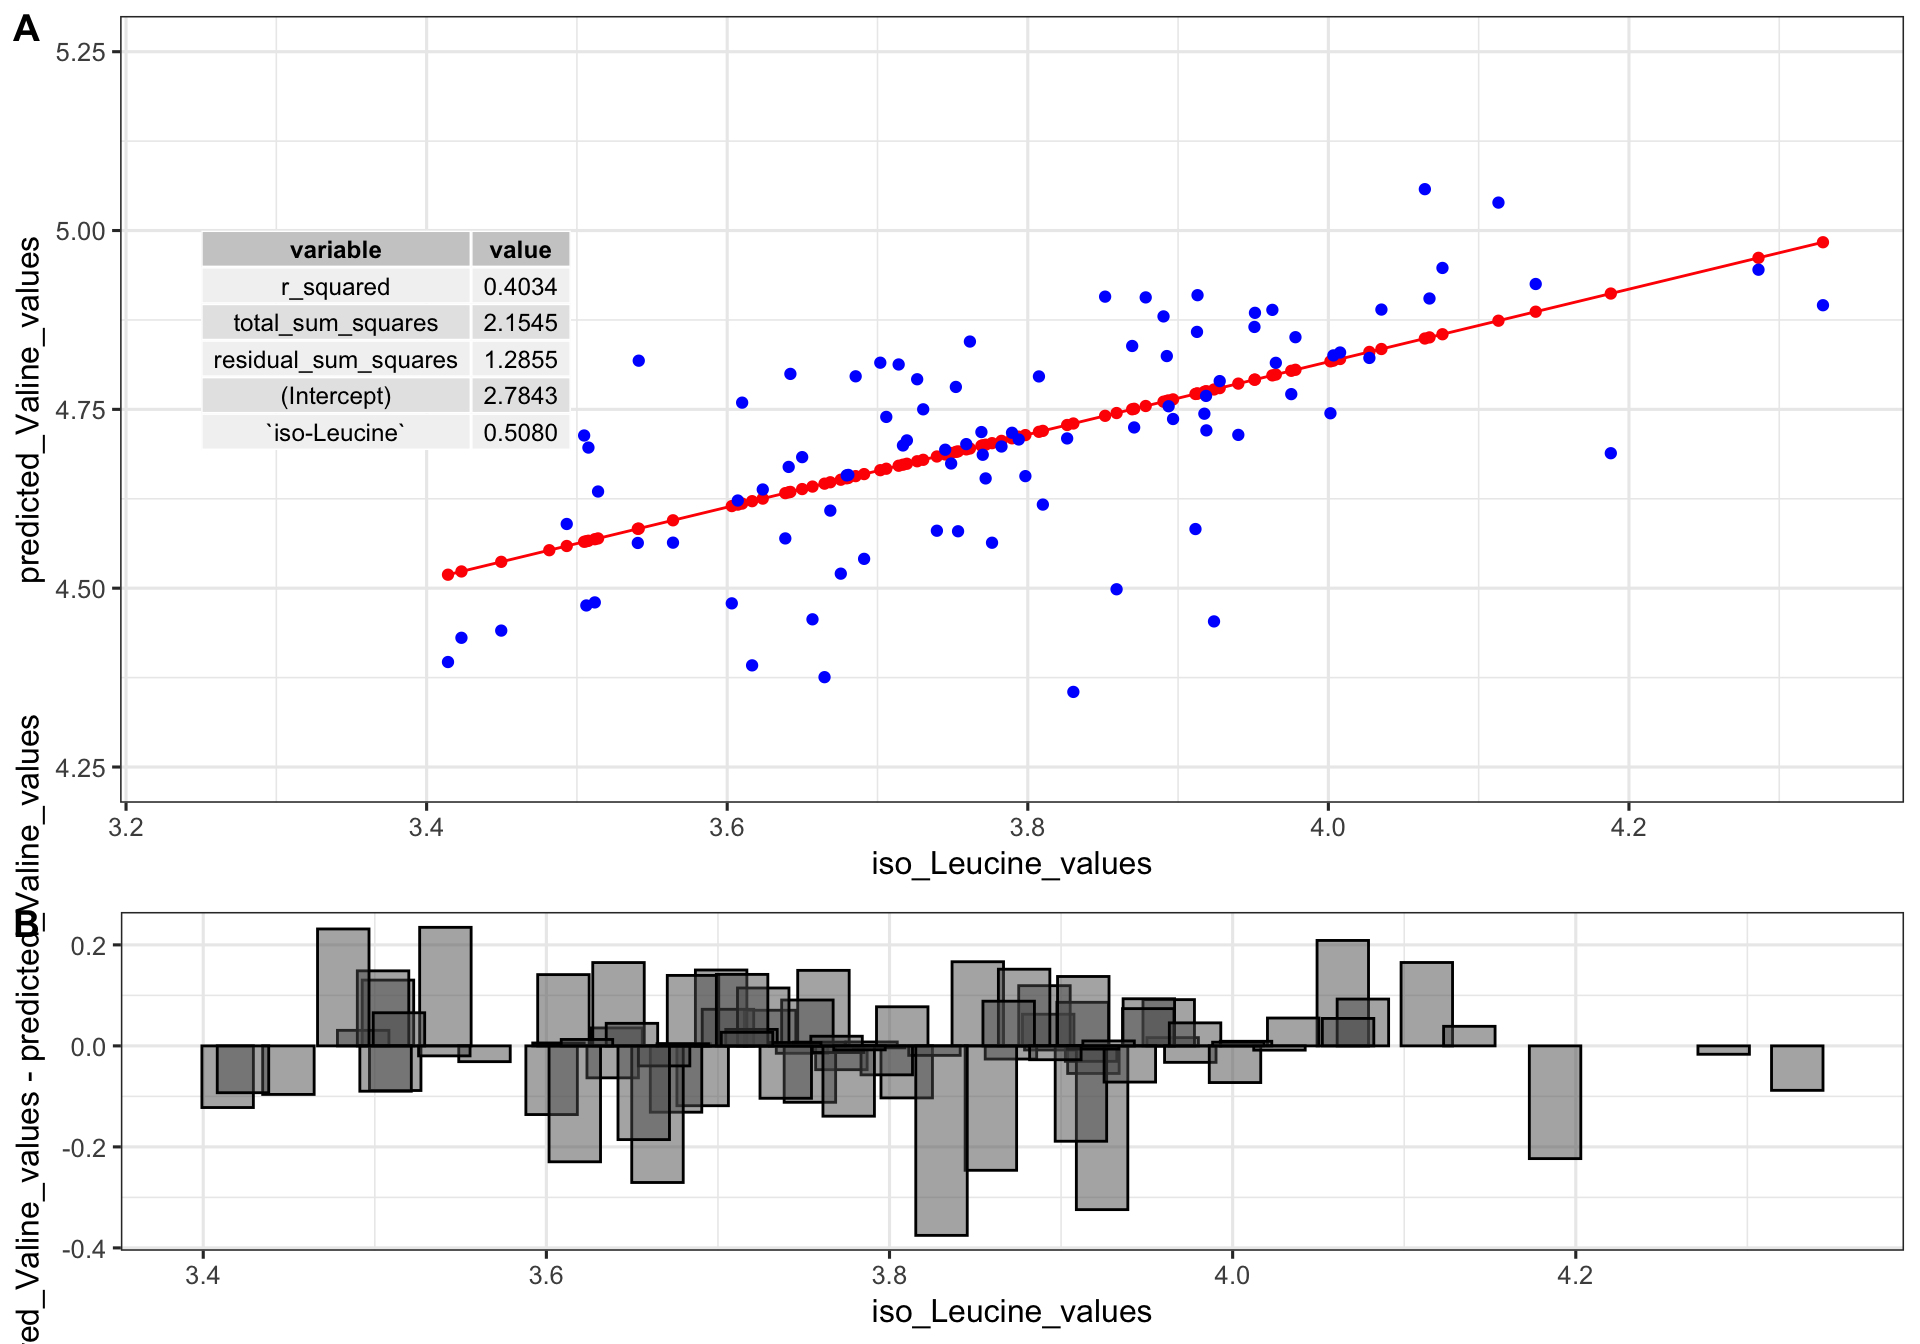 A
5.25
5.00
4.75
4.50
4.25
predicted_Valine_values
variable value
r_squared 0.4034
total_sum_squares 2.1545
residual_sum_squares 1.2855
(Intercept) 2.7843
`iso-Leucine` 0.5080
3.2 3.4 3.6 3.8 4.0 4.2
iso_Leucine_values
B
0.2
0.0
-0.2
-0.4
red_Valine_values - predicted_Valine_values
3.4 3.6 3.8 4.0 4.2
iso_Leucine_values